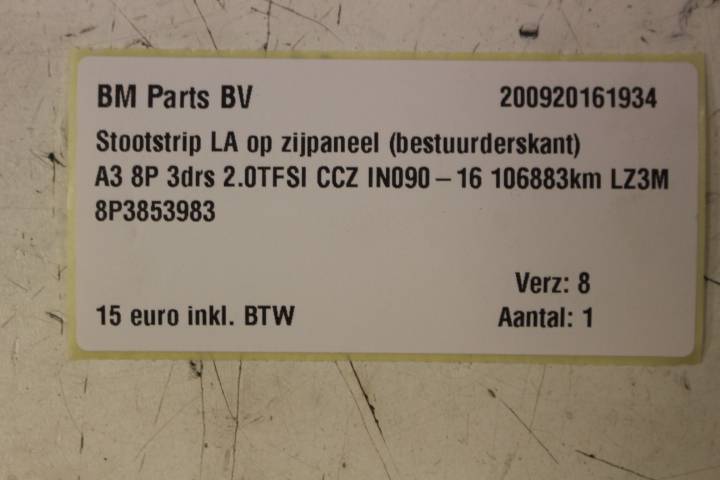 BM Parts BV 200920161934
Stootstrip LA op zijpaneel (bestuurderskant)
A3 8P 3drs 2.0TFSI CCZ IN090 – 16 106883km LZ3M
8P3853983
Verz: 8
15 euro inkl. BTW Aantal: 1